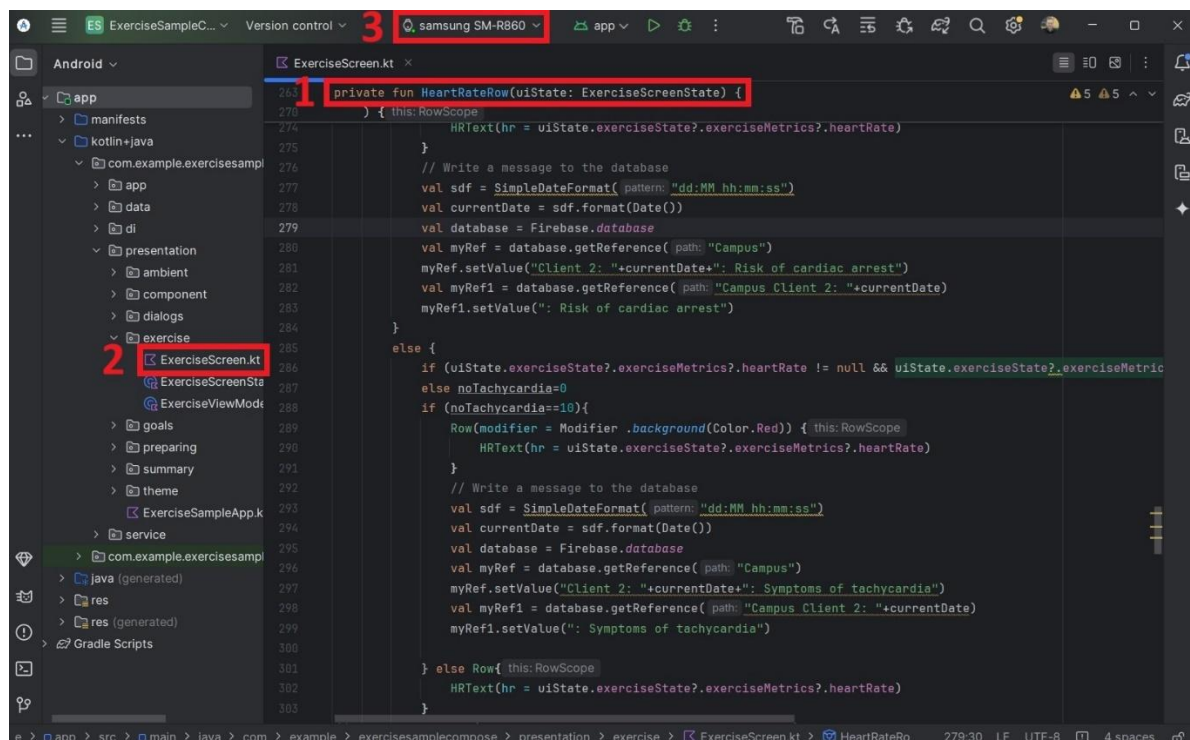 ES ExerciseSampleC... Version control 3 samsung SM-R860 app
Android
ExerciseScreen.kt
app
manifests
kotlin+java
com.example.exercisesampl
app
data
di
presentation
ambient
component
dialogs
exercise
2 ExerciseScreen.kt
ExerciseScreenSta
ExerciseViewMode
goals
preparing
summary
theme
ExerciseSampleApp.k
service
com.example.exercisesampl
java (generated)
res
res (generated)
Gradle Scripts
1
263 private fun HeartRateRow(uiState: ExerciseScreenState) { 5 5
270 ) { this: RowScope
274 HRText(hr = uiState.exerciseState?.exerciseMetrics?.heartRate)
275 }
276 // Write a message to the database
277 val sdf = SimpleDateFormat( pattern: "dd:MM hh:mm:ss")
278 val currentDate = sdf.format(Date())
279 val database = Firebase.database
280 val myRef = database.getReference( path: "Campus")
281 myRef.setValue("Client 2: "+currentDate+": Risk of cardiac arrest")
282 val myRef1 = database.getReference( path: "Campus Client 2: "+currentDate)
283 myRef1.setValue(": Risk of cardiac arrest")
284 }
285 else {
286 if (uiState.exerciseState?.exerciseMetrics?.heartRate != null && uiState.exerciseState?.exerciseMetric
287 else noTachycardia=0
288 if (noTachycardia==10){
289 Row(modifier = Modifier .background(Color.Red)) { this: RowScope
290 HRText(hr = uiState.exerciseState?.exerciseMetrics?.heartRate)
291 }
292 // Write a message to the database
293 val sdf = SimpleDateFormat( pattern: "dd:MM hh:mm:ss")
294 val currentDate = sdf.format(Date())
295 val database = Firebase.database
296 val myRef = database.getReference( path: "Campus")
297 myRef.setValue("Client 2: "+currentDate+": Symptoms of tachycardia")
298 val myRef1 = database.getReference( path: "Campus Client 2: "+currentDate)
299 myRef1.setValue(": Symptoms of tachycardia")
300
301 } else Row{ this: RowScope
302 HRText(hr = uiState.exerciseState?.exerciseMetrics?.heartRate)
303 }
e > app > src > main > java > com > example > exercisesamplecompose > presentation > exercise > ExerciseScreen.kt > HeartRateRo... 279:30 LF UTF-8 4 spaces